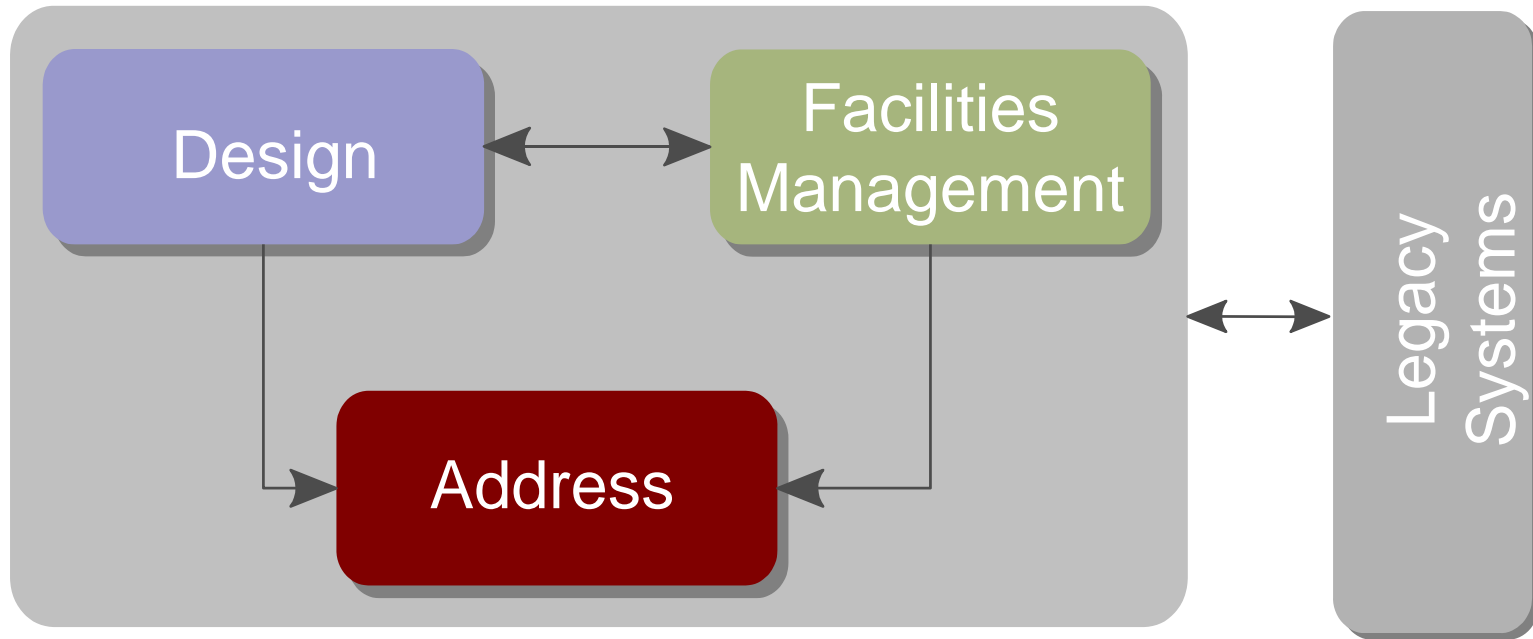 Design
Facilities
Management
Address
Legacy
Systems